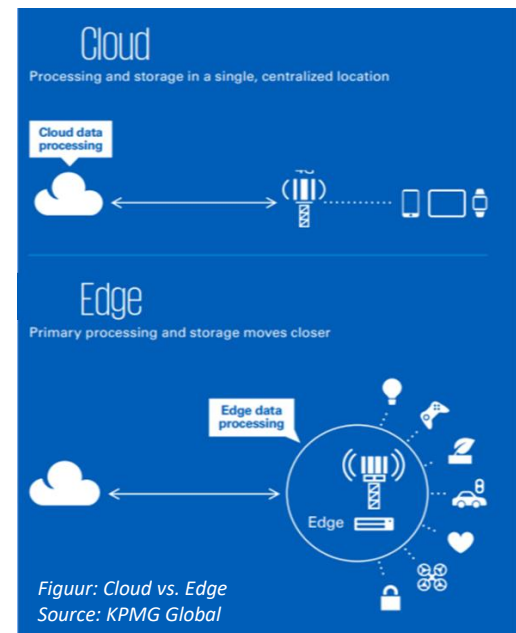 Cloud
Processing and storage in a single, centralized location
Cloud data
processing
Edge
Primary processing and storage moves closer
Edge data
processing
Edge
Figuur: Cloud vs. Edge
Source: KPMG Global